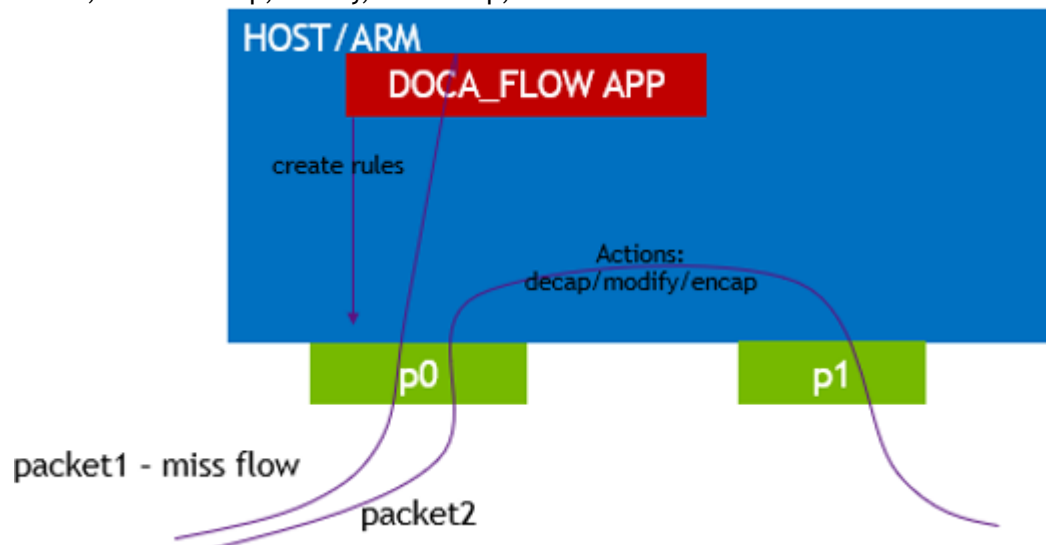 HOST/ARM
DOCA_FLOW APP
create rules
Actions:
decap/modify/encap
p0
p1
packet1 - miss flow
packet2